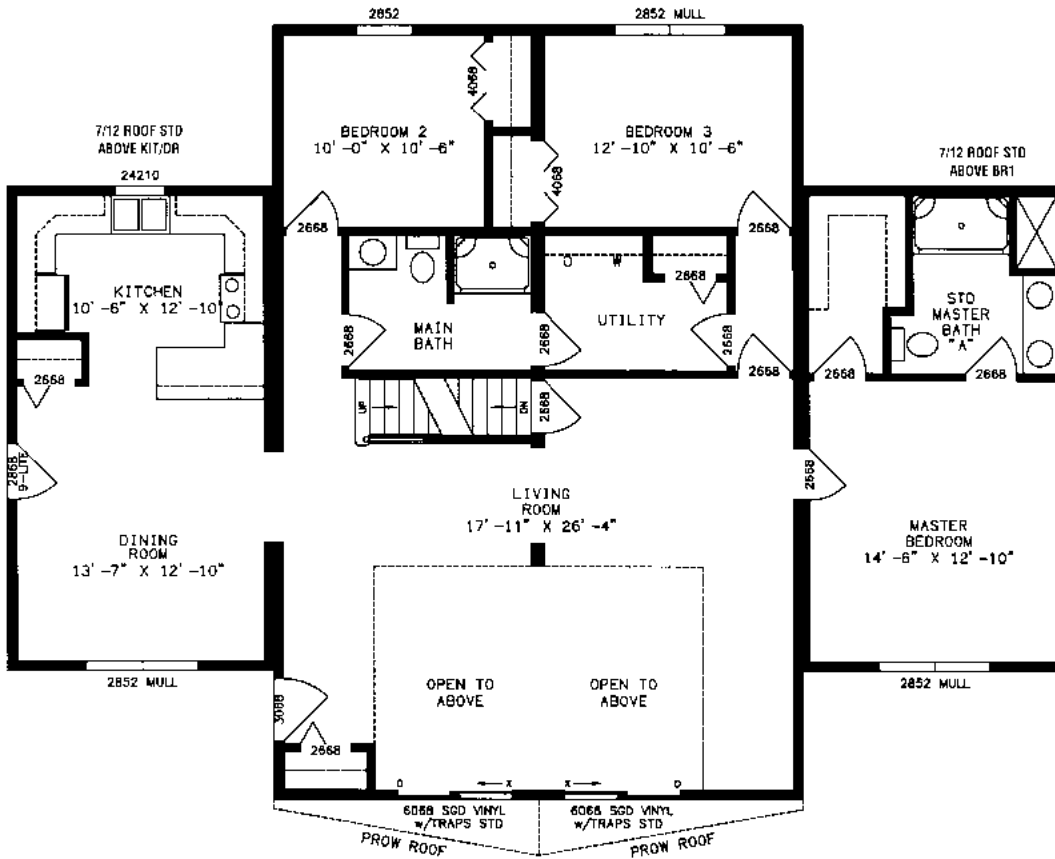 2852
2852 MULL
7/12 ROOF STD
ABOVE KIT/DR
24210
BEDROOM 2
10'-0" X 10'-6"
4068
BEDROOM 3
12'-10" X 10'-6"
4068
7/12 ROOF STD
ABOVE BR1
2668
2668
KITCHEN
10'-6" X 12'-10"
2668
MAIN
BATH
2668
D
W
2668
UTILITY
2668
2668
2668
STD
MASTER
BATH
"A"
2668
2668
2668
UP
DN
2668
2868
9-LITE
LIVING
ROOM
17'-11" X 26'-4"
2668
DINING
ROOM
13'-7" X 12'-10"
MASTER
BEDROOM
14'-6" X 12'-10"
2852 MULL
2852 MULL
OPEN TO
ABOVE
OPEN TO
ABOVE
3068
2668
O
X
X
O
6068 SGD VINYL
w/TRAPS STD
6068 SGD VINYL
w/TRAPS STD
PROW ROOF
PROW ROOF